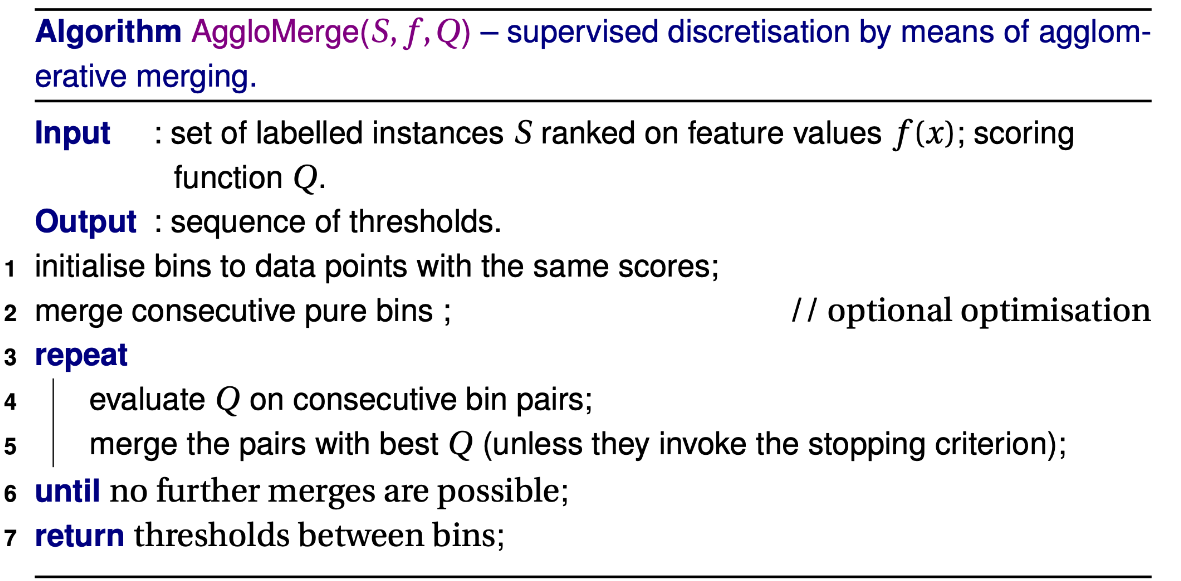 Algorithm AggloMerge(S, f, Q) – supervised discretisation by means of agglom-
erative merging.
Input : set of labelled instances S ranked on feature values f(x); scoring
function Q.
Output : sequence of thresholds.
1 initialise bins to data points with the same scores;
2 merge consecutive pure bins ; // optional optimisation
3 repeat
4 evaluate Q on consecutive bin pairs;
5 merge the pairs with best Q (unless they invoke the stopping criterion);
6 until no further merges are possible;
7 return thresholds between bins;